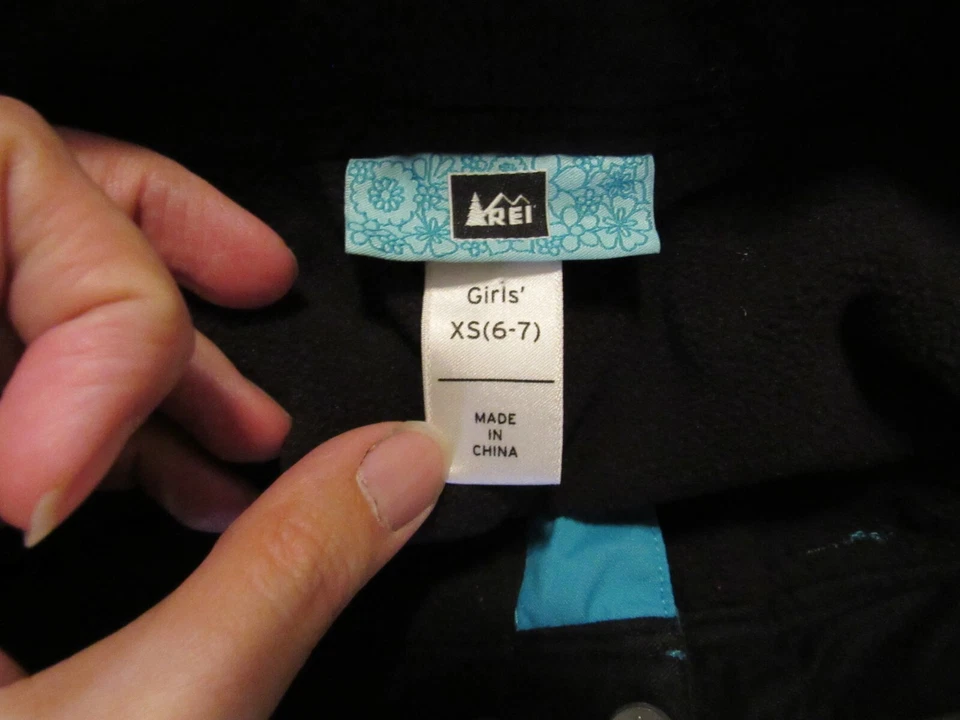 REI
Girls'
XS(6-7)
MADE
IN
CHINA